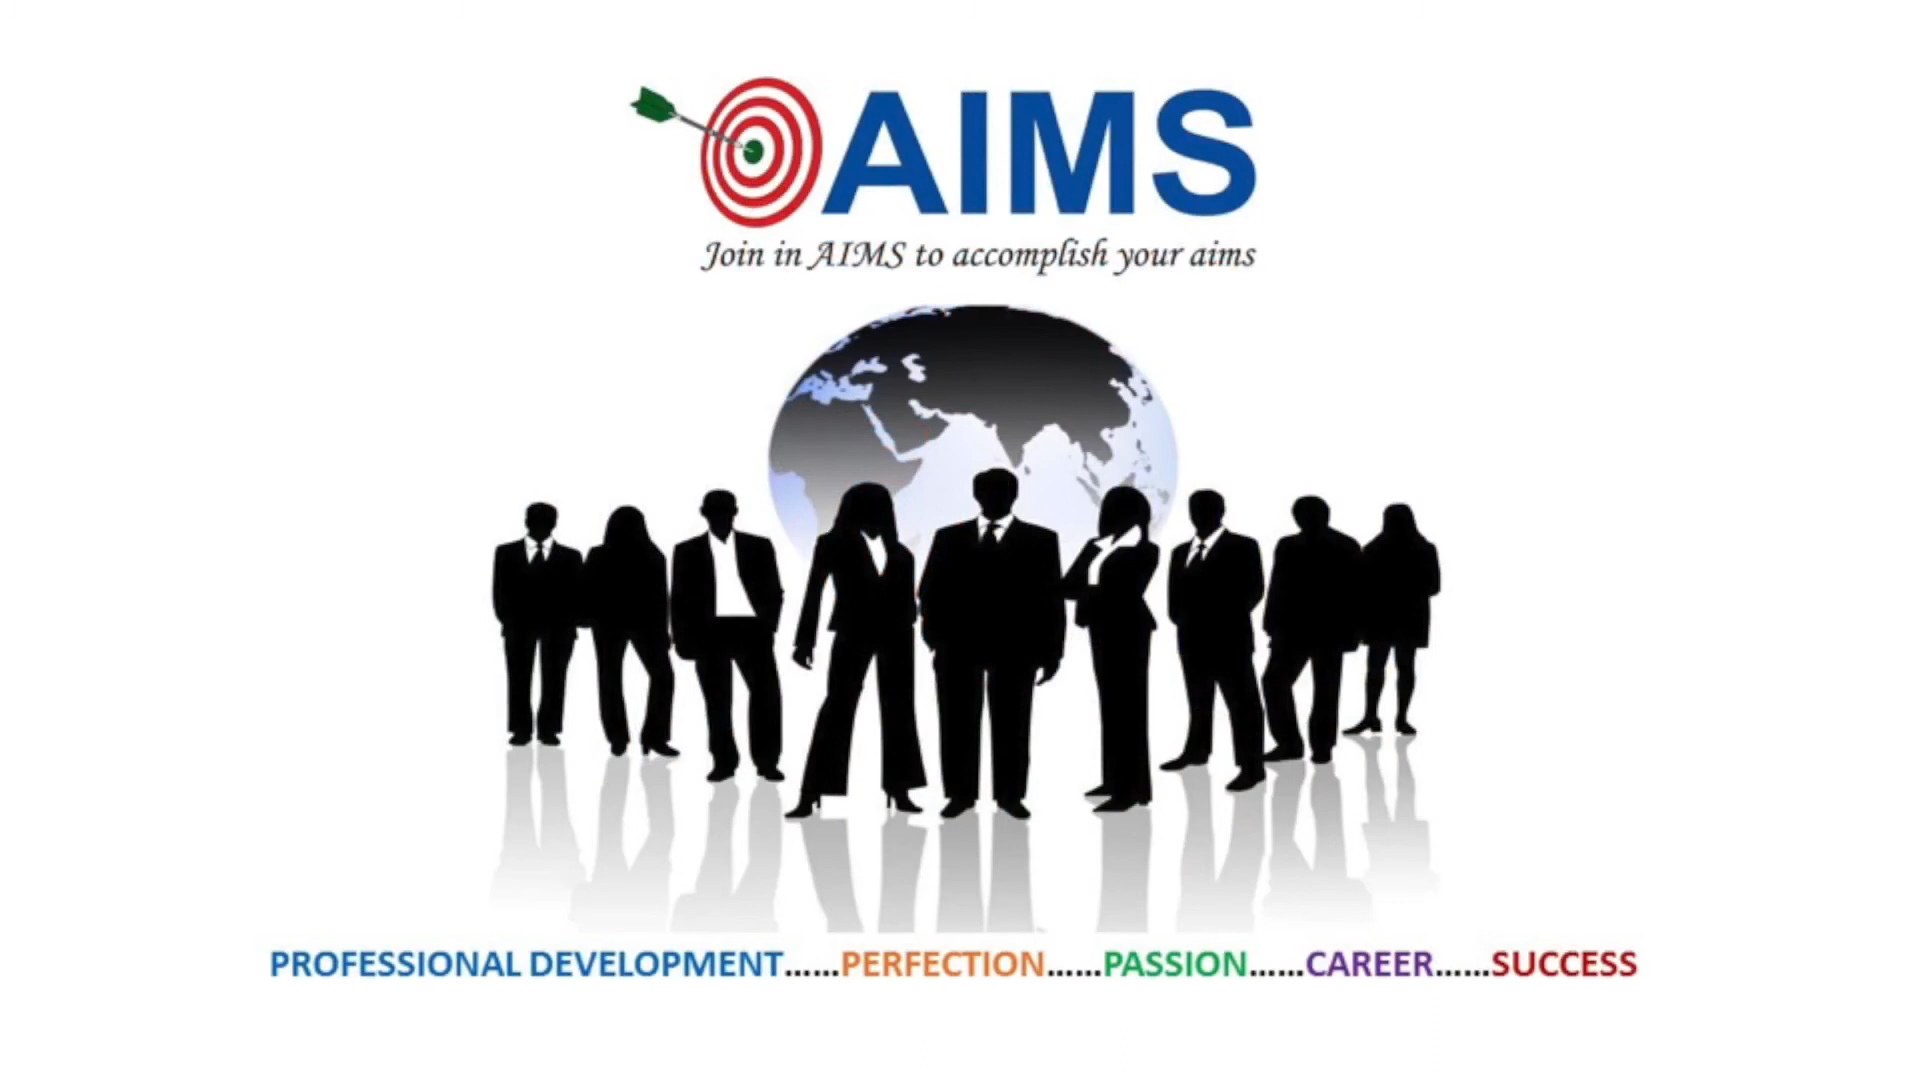 AIMS
Join in AIMS to accomplish your aims
PROFESSIONAL DEVELOPMENT......PERFECTION......PASSION......CAREER......SUCCESS